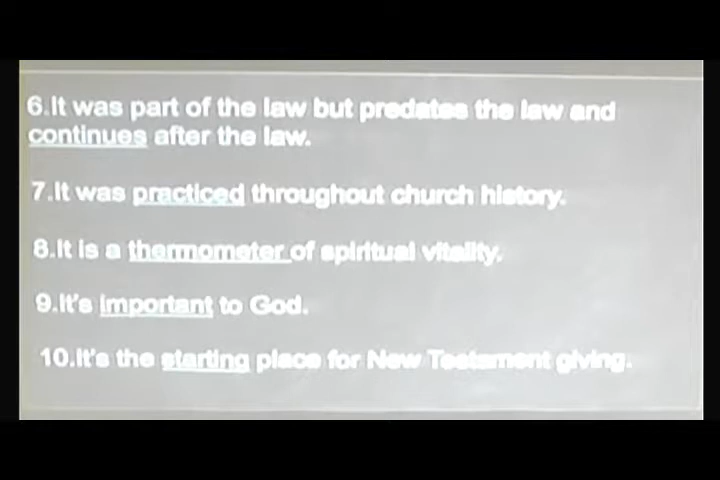 6.It was part of the law but predates the law and
continues after the law.
7.It was practiced throughout church history.
8.It is a thermometer of spiritual vitality.
9.It's important to God.
10.It's the starting place for New Testament giving.